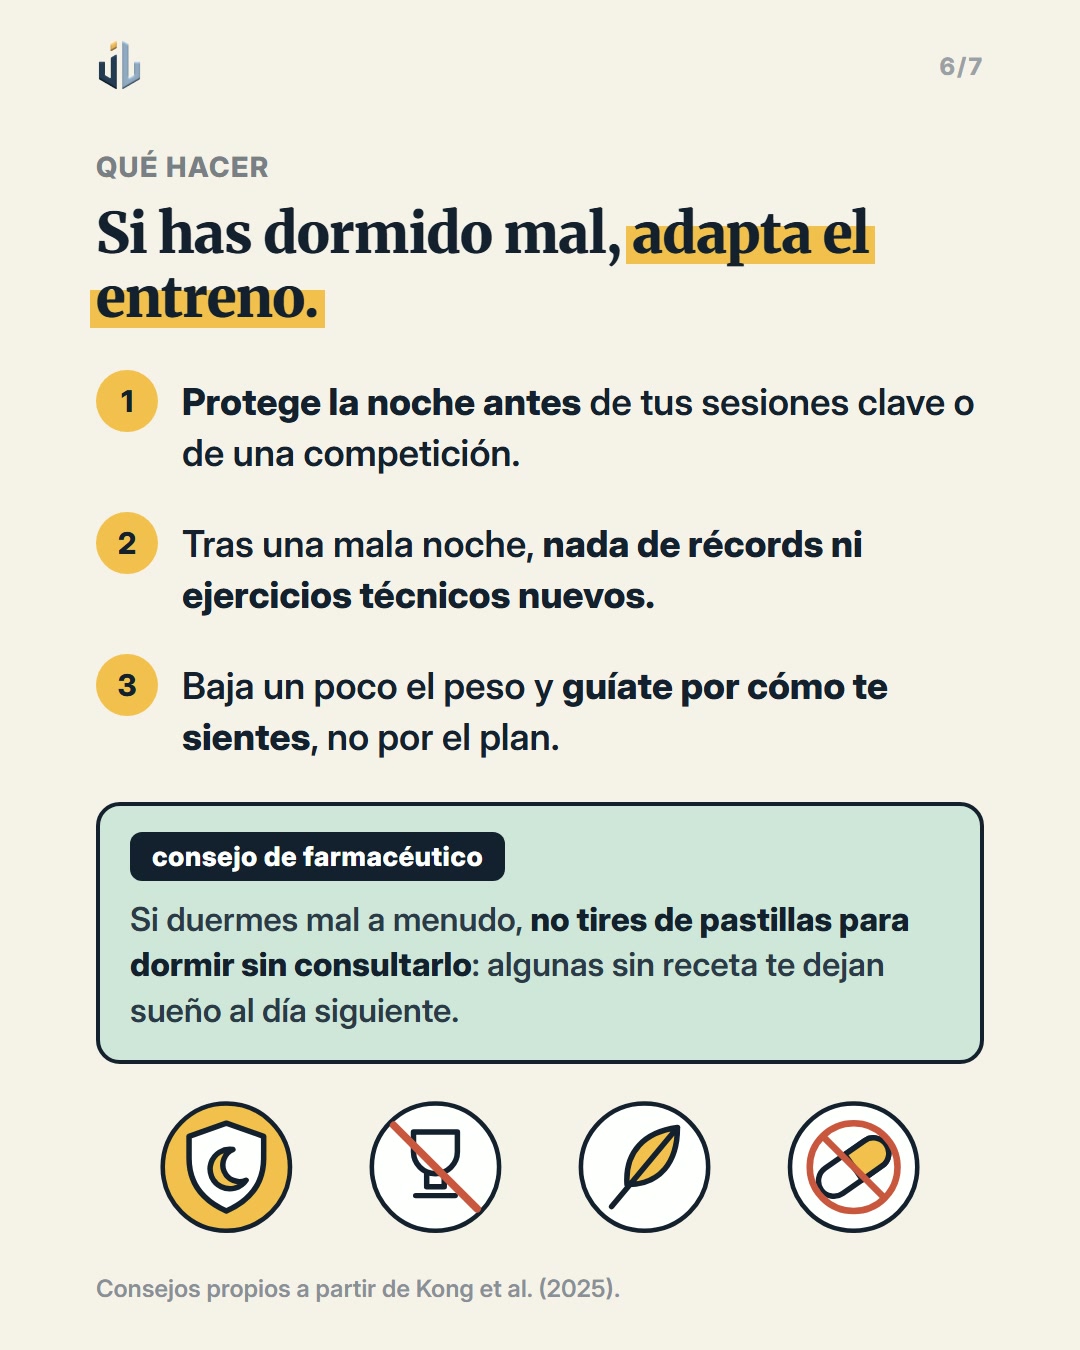 6/7
QUÉ HACER
Si has dormido mal, adapta el
entreno.
1
Protege la noche antes de tus sesiones clave o
de una competición.
2
Tras una mala noche, nada de récords ni
ejercicios técnicos nuevos.
3
Baja un poco el peso y guíate por cómo te
sientes, no por el plan.
consejo de farmacéutico
Si duermes mal a menudo, no tires de pastillas para
dormir sin consultarlo: algunas sin receta te dejan
sueño al día siguiente.
Consejos propios a partir de Kong et al. (2025).